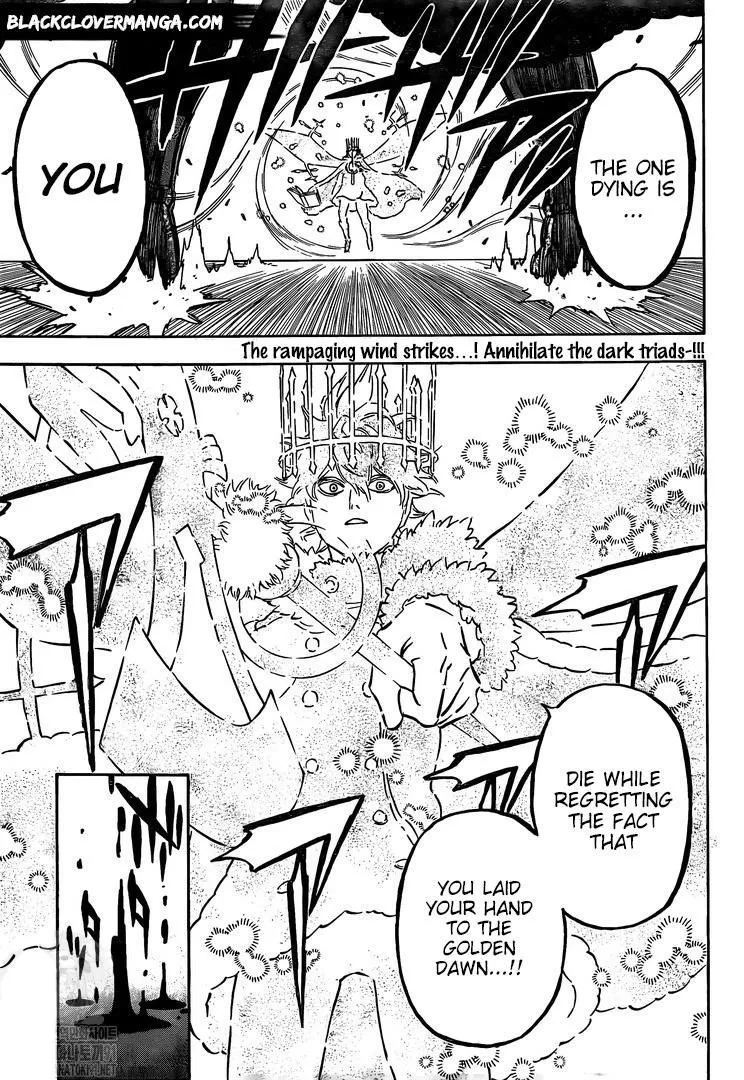 BLACKCLOVERMANGA.COM
THE ONE
DYING IS
...
YOU
The rampaging wind strikes...! Annihilate the dark triads-!!!
DIE WHILE
REGRETTING
THE FACT
THAT
YOU LAID
YOUR HAND
TO THE
GOLDEN
DAWN...!!